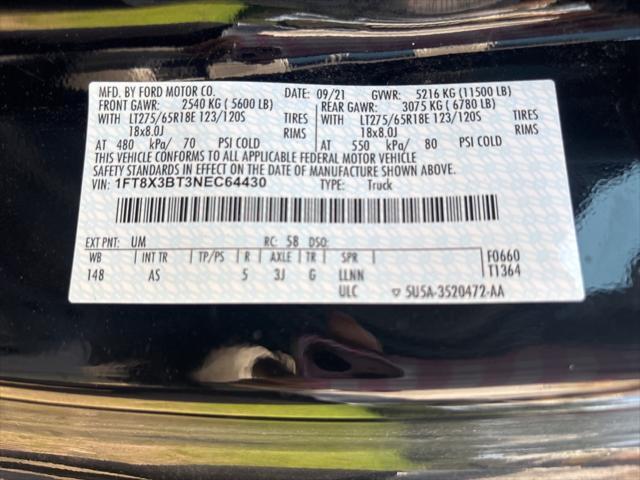 MFD. BY FORD MOTOR CO. DATE: 09/21 GVWR: 5216 KG (11500 LB)
FRONT GAWR: 2540 KG ( 5600 LB) REAR GAWR: 3075 KG ( 6780 LB)
WITH LT275/65R18E 123/120S TIRES WITH LT275/65R18E 123/120S TIRES
18x8.0J RIMS 18x8.0J RIMS
AT 480 kPa/ 70 PSI COLD AT 550 kPa/ 80 PSI COLD
THIS VEHICLE CONFORMS TO ALL APPLICABLE FEDERAL MOTOR VEHICLE
SAFETY STANDARDS IN EFFECT ON THE DATE OF MANUFACTURE SHOWN ABOVE.
VIN: 1FT8X3BT3NEC64430 TYPE: Truck
EXT PNT: UM RC: 58 DSO:
WB INT TR TP/PS R AXLE TR SPR F0660
148 AS 5 3J G LLNN T1364
ULC ▽ 5U5A-3520472-AA